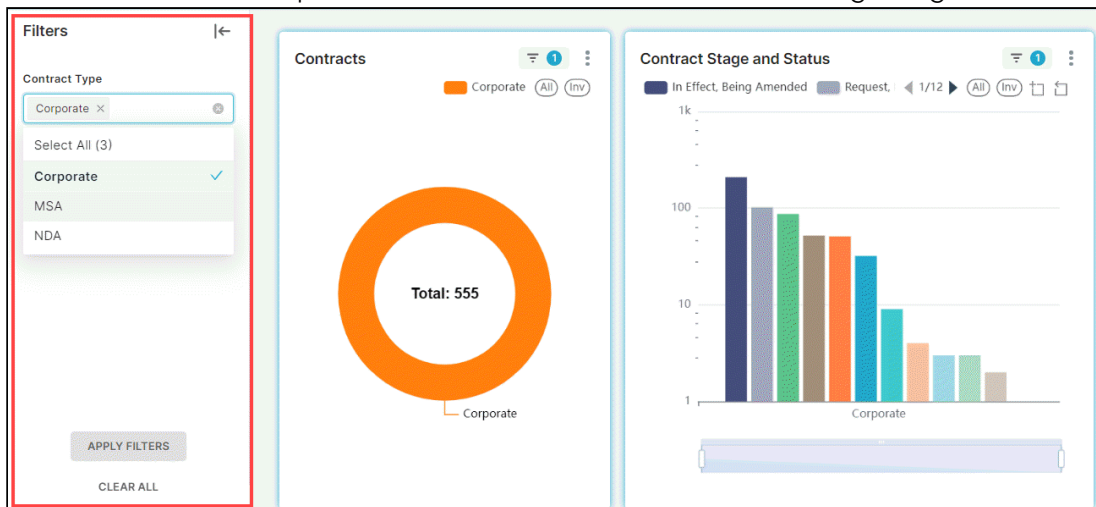 Filters
Contract Type
Corporate ×
Select All (3)
Corporate
MSA
NDA
APPLY FILTERS
CLEAR ALL
Contracts
1
Corporate All Inv
Total: 555
Corporate
Contract Stage and Status
1
In Effect, Being Amended Request, 1/12 All Inv
1k
100
10
1
Corporate